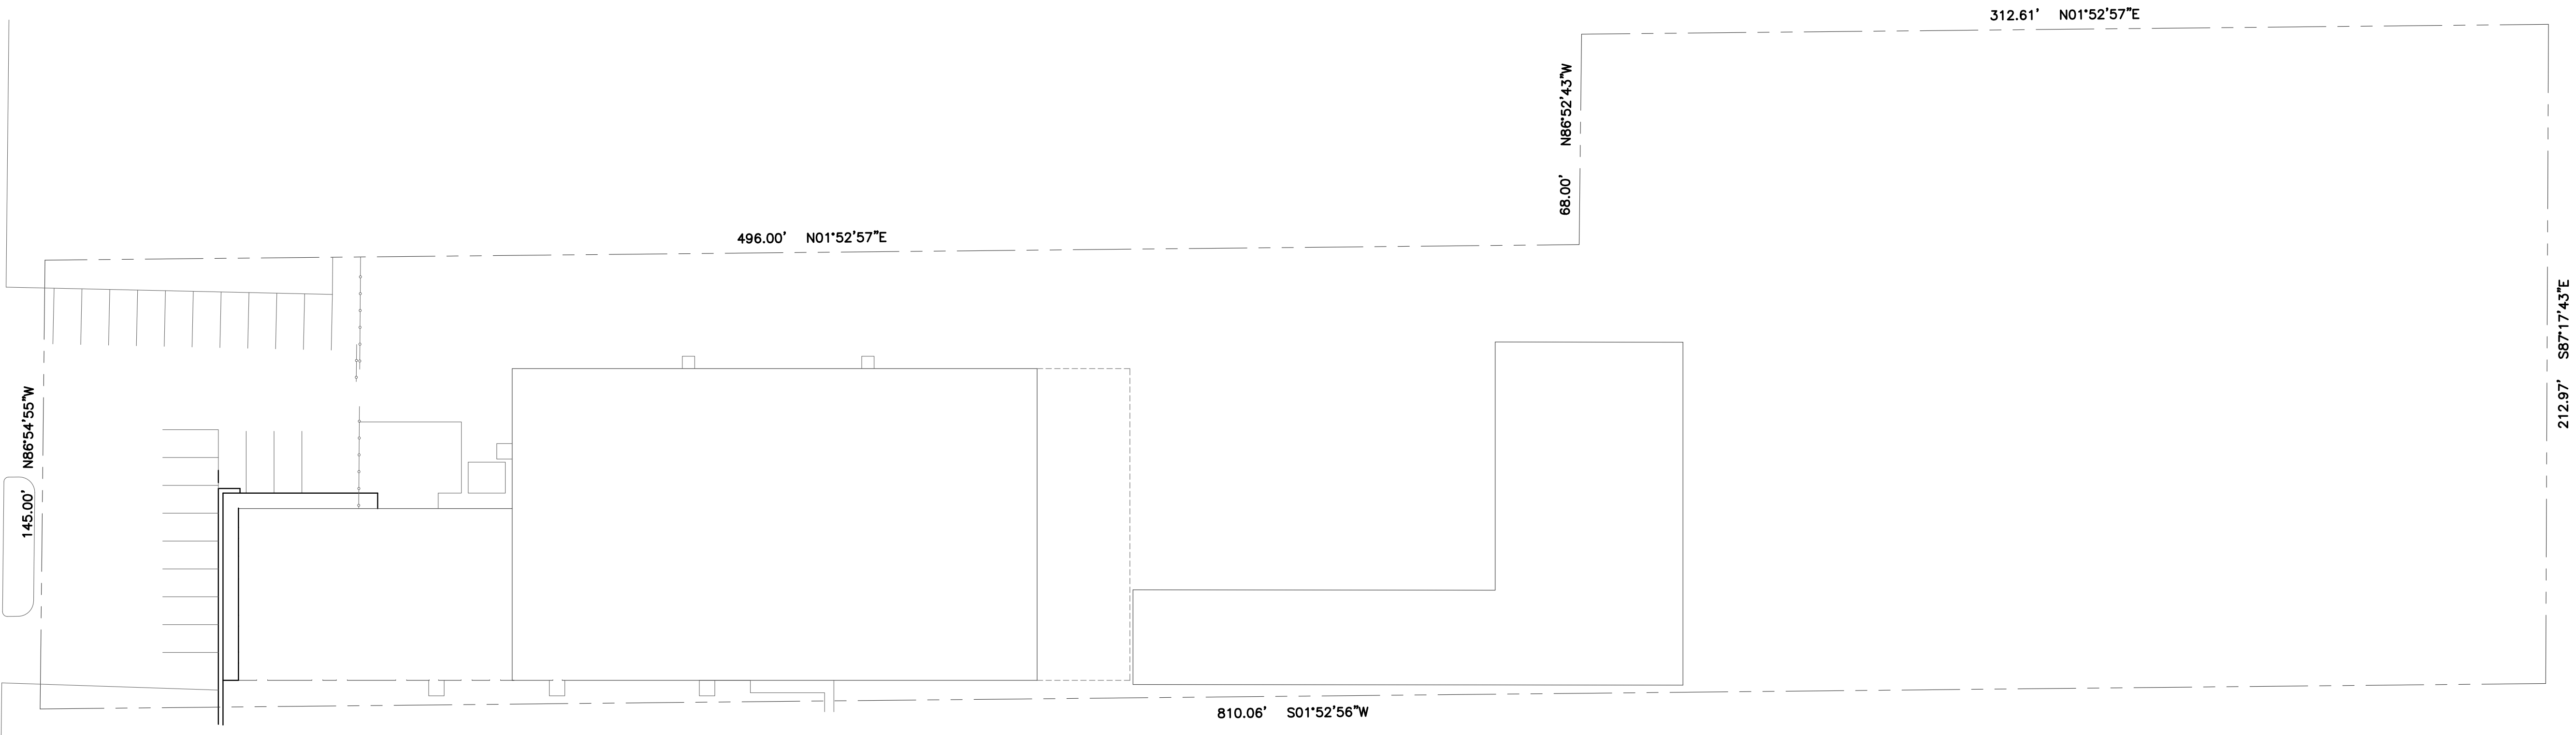 312.61' N01°52'57"E
68.00' N86°52'43"W
496.00' N01°52'57"E
212.97' S87°17'43"E
145.00' N86°54'55"W
810.06' S01°52'56"W